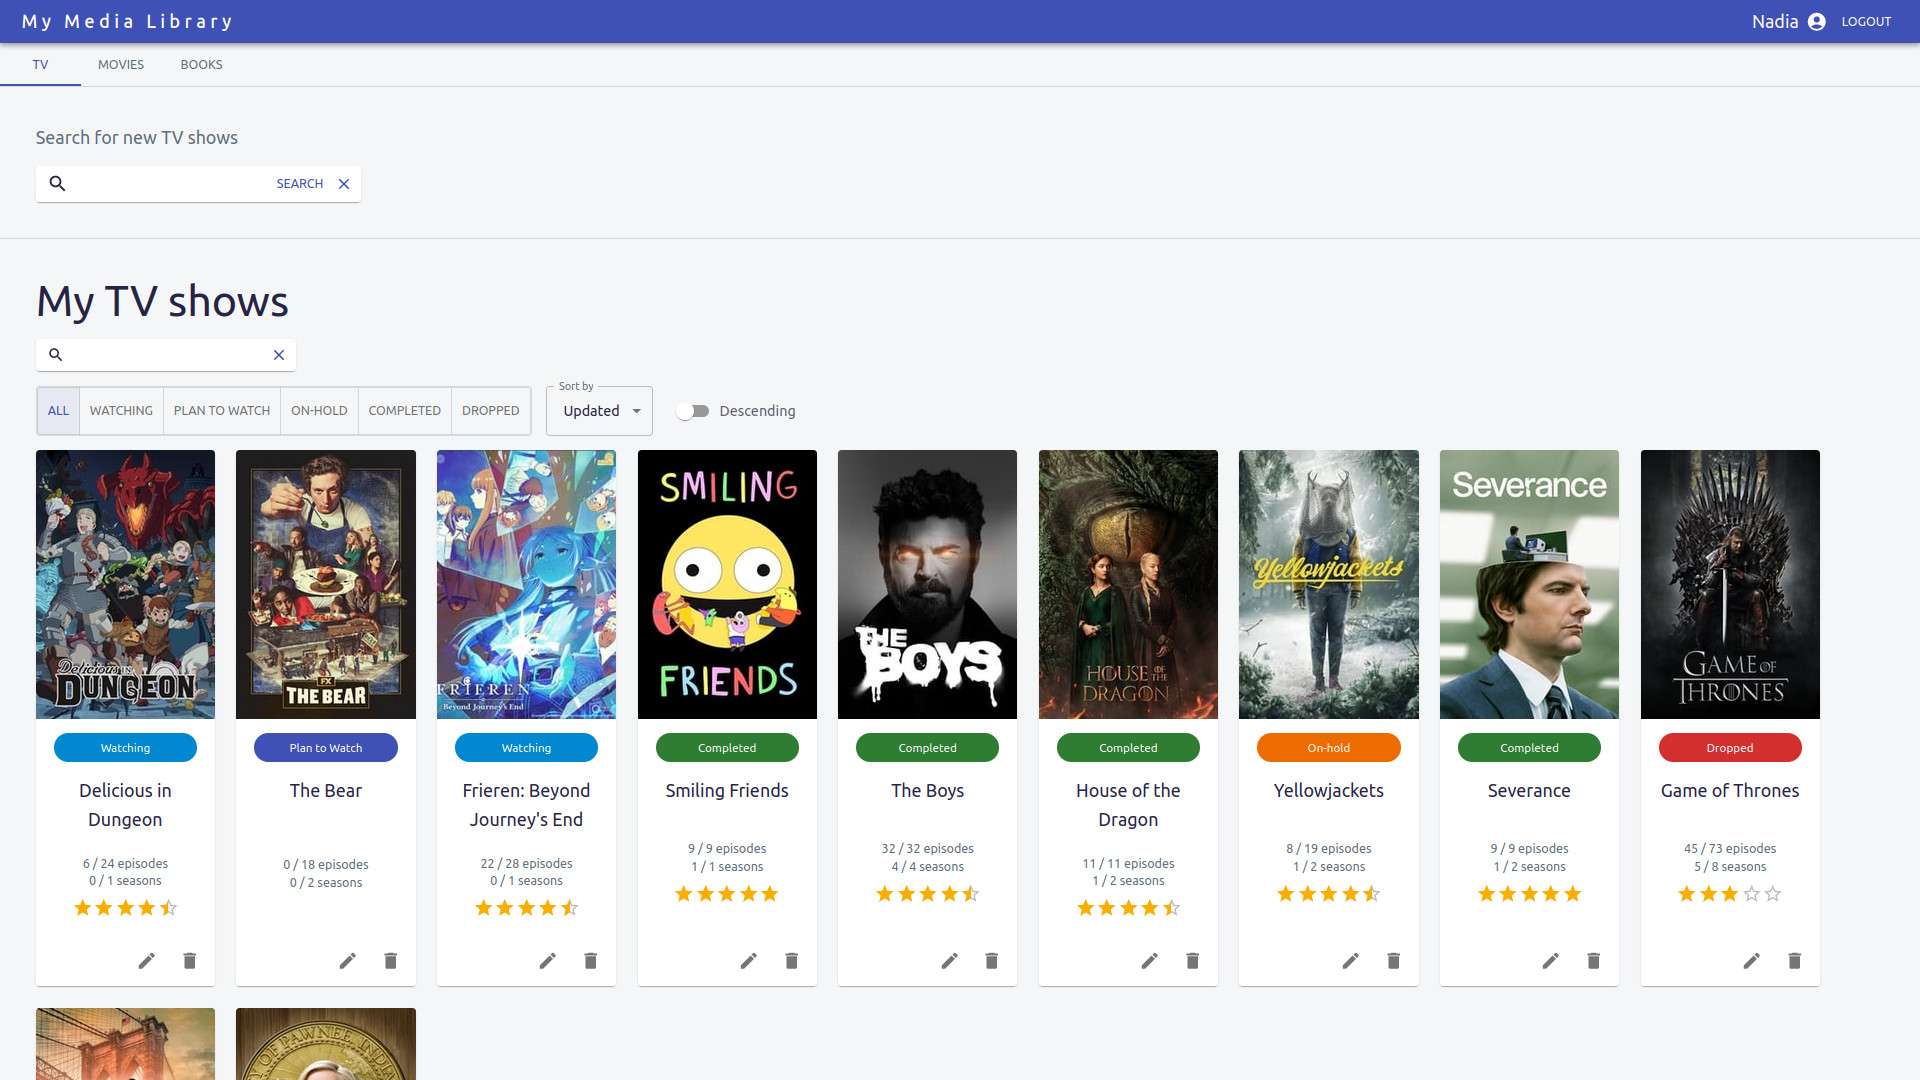 My Media Library
Nadia
LOGOUT
TV
MOVIES
BOOKS
Search for new TV shows
SEARCH
My TV shows
ALL
WATCHING
PLAN TO WATCH
ON-HOLD
COMPLETED
DROPPED
Sort by
Updated
Descending
Delicious in
DUNGEON
Watching
Delicious in
Dungeon
6 / 24 episodes
0 / 1 seasons
FX
THE BEAR
Plan to Watch
The Bear
0 / 18 episodes
0 / 2 seasons
FRIEREN
Beyond Journey's End
Watching
Frieren: Beyond
Journey's End
22 / 28 episodes
0 / 1 seasons
SMILING
FRIENDS
Completed
Smiling Friends
9 / 9 episodes
1 / 1 seasons
THE
BOYS
Completed
The Boys
32 / 32 episodes
4 / 4 seasons
HOUSE OF THE
DRAGON
Completed
House of the
Dragon
11 / 11 episodes
1 / 2 seasons
Yellowjackets
On-hold
Yellowjackets
8 / 19 episodes
1 / 2 seasons
Severance
Completed
Severance
9 / 9 episodes
1 / 2 seasons
GAME OF
THRONES
Dropped
Game of Thrones
45 / 73 episodes
5 / 8 seasons
OF PAWNEE, INDIA